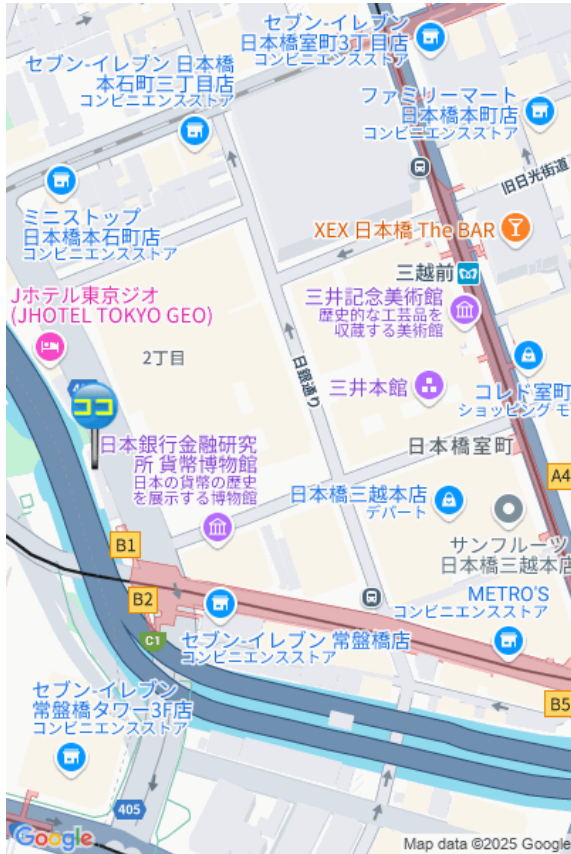 セブン-イレブン
日本橋室町3丁目店
コンビニエンスストア
セブン-イレブン 日本橋
本石町三丁目店
コンビニエンスストア
ファミリーマート
日本橋本町店
コンビニエンスストア
旧日光街道
ミニストップ
日本橋本石町店
コンビニエンスストア
XEX 日本橋 The BAR
三越前
Jホテル東京ジオ
(JHOTEL TOKYO GEO)
三井記念美術館
歴史的な工芸品を
収蔵する美術館
2丁目
日銀通り
三井本館
コレド室町
ショッピング モ
40
ココ
日本銀行金融研究
所 貨幣博物館
日本の貨幣の歴史
を展示する博物館
日本橋室町
A4
日本橋三越本店
デパート
サンフルーツ
日本橋三越本店
B1
B2
METRO'S
コンビニエンスストア
C1
セブン-イレブン 常盤橋店
コンビニエンスストア
セブン-イレブン
常盤橋タワー3F店
コンビニエンスストア
B5
405
Google
Map data ©2025 Google